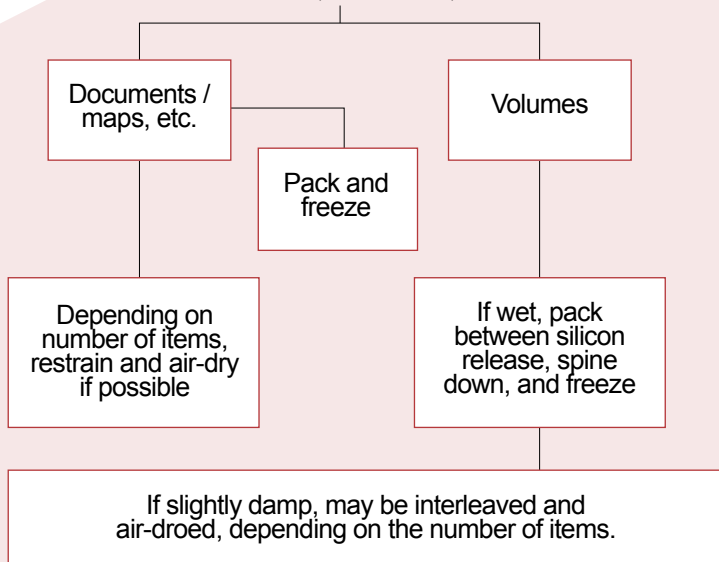 Documents /
maps, etc.
Volumes
Pack and
freeze
Depending on
number of items,
restrain and air-dry
if possible
If wet, pack
between silicon
release, spine
down, and freeze
If slightly damp, may be interleaved and
air-droed, depending on the number of items.